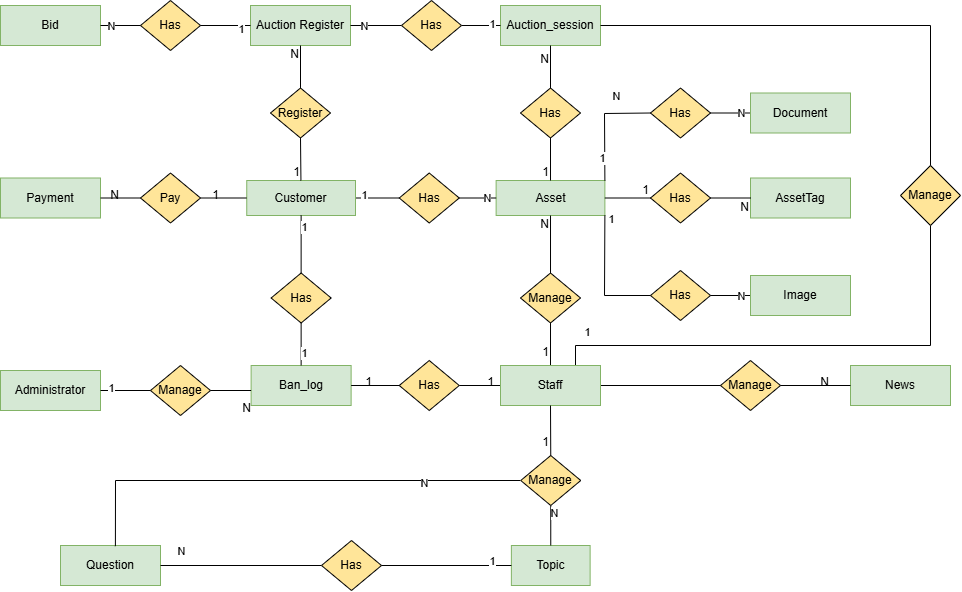 Bid
N
Has
1
Auction Register
N
Has
1
Auction_session
N
Register
1
N
Has
1
N
1
Has
N
Document
Payment
N
Pay
1
Customer
1
Has
N
Asset
1
Has
N
AssetTag
Manage
1
Has
1
N
Manage
1
1
Has
N
Image
1
Administrator
1
Manage
N
Ban_log
1
Has
1
Staff
Manage
N
News
1
Manage
N
N
Question
N
Has
1
Topic